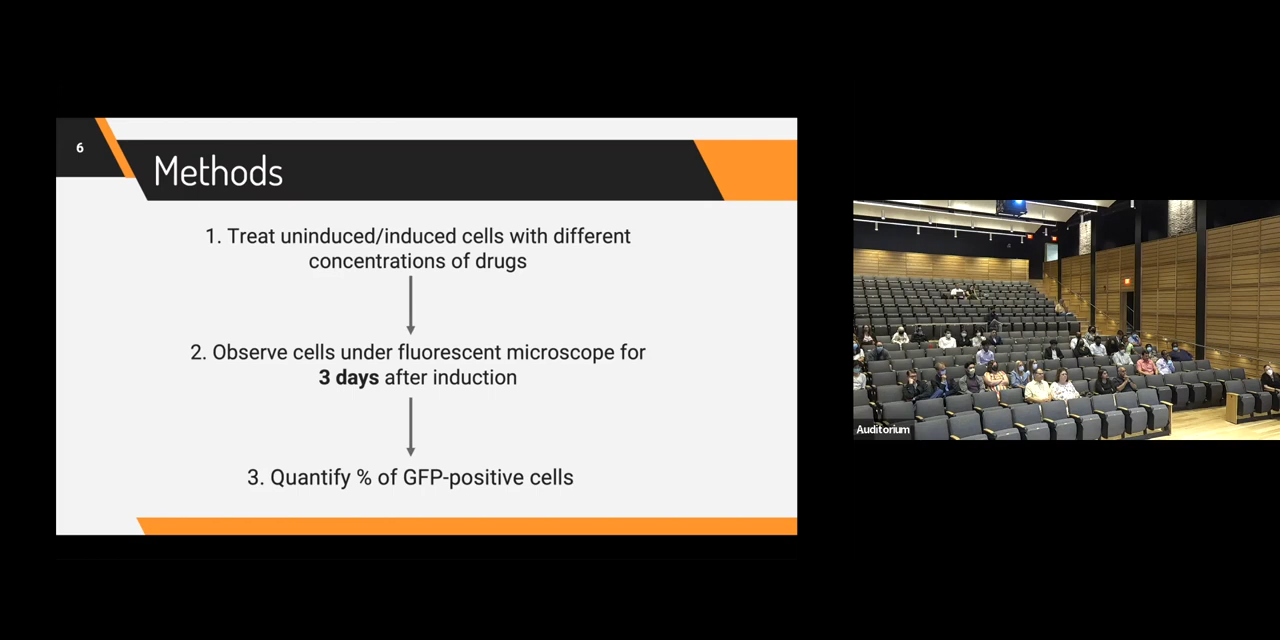 6
Methods
1. Treat uninduced/induced cells with different
concentrations of drugs
2. Observe cells under fluorescent microscope for
3 days after induction
3. Quantify % of GFP-positive cells
Auditorium